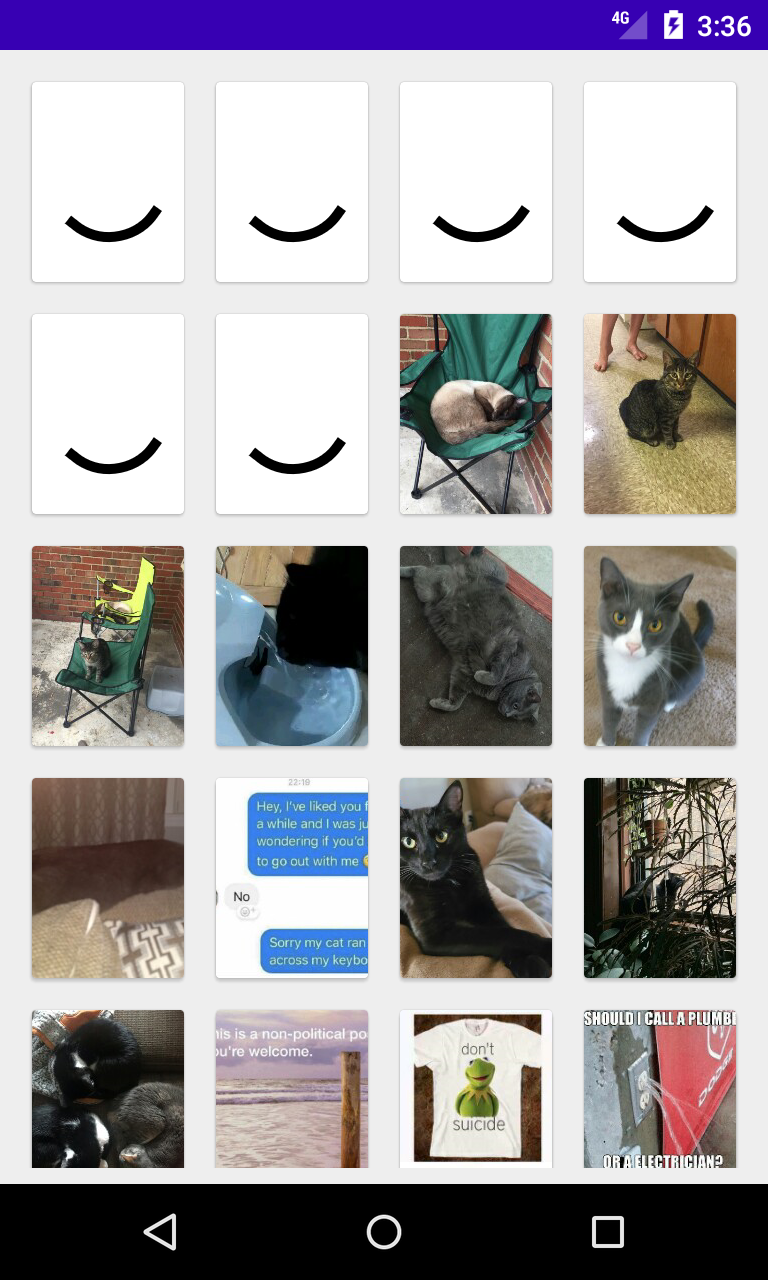 4G 3:36
22:19
Hey, I've liked you f
a while and I was ju
wondering if you'd
to go out with me
No
Sorry my cat ran
across my keybo
his is a non-political po
ou're welcome.
don't
suicide
SHOULD I CALL A PLUMB
DODGE
OR A ELECTRICIAN?